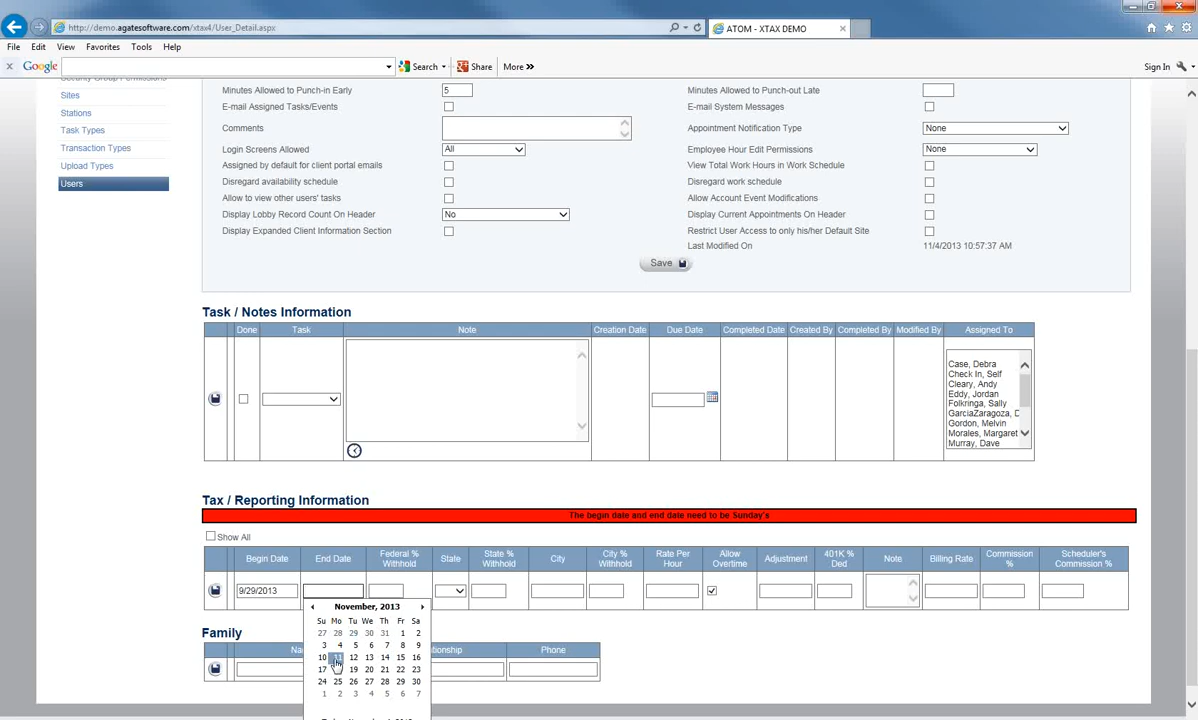 http://demo.agatesoftware.com/xtax4/User_Detail.aspx
ATOM - XTAX DEMO
File Edit View Favorites Tools Help
Google Search Share More » Sign In
Security Group Permissions
Sites
Stations
Task Types
Transaction Types
Upload Types
Users
Minutes Allowed to Punch-in Early 5 Minutes Allowed to Punch-out Late
E-mail Assigned Tasks/Events E-mail System Messages
Comments Appointment Notification Type None
Login Screens Allowed All Employee Hour Edit Permissions None
Assigned by default for client portal emails View Total Work Hours in Work Schedule
Disregard availability schedule Disregard work schedule
Allow to view other users' tasks Allow Account Event Modifications
Display Lobby Record Count On Header No Display Current Appointments On Header
Display Expanded Client Information Section Restrict User Access to only his/her Default Site
Last Modified On 11/4/2013 10:57:37 AM
Save
Task / Notes Information
Done Task Note Creation Date Due Date Completed Date Created By Completed By Modified By Assigned To
Case, Debra
Check In, Self
Cleary, Andy
Eddy, Jordan
Folkringa, Sally
GarciaZaragoza, D
Gordon, Melvin
Morales, Margaret
Murray, Dave
Tax / Reporting Information
The begin date and end date need to be Sunday's
Show All
Begin Date End Date Federal % Withhold State State % Withhold City City % Withhold Rate Per Hour Allow Overtime Adjustment 401K % Ded Note Billing Rate Commission % Scheduler's Commission %
9/29/2013
November, 2013
Su Mo Tu We Th Fr Sa
27 28 29 30 31 1 2
3 4 5 6 7 8 9
10 11 12 13 14 15 16
17 19 20 21 22 23
24 25 26 27 28 29 30
1 2 3 4 5 6 7
Family
Phone